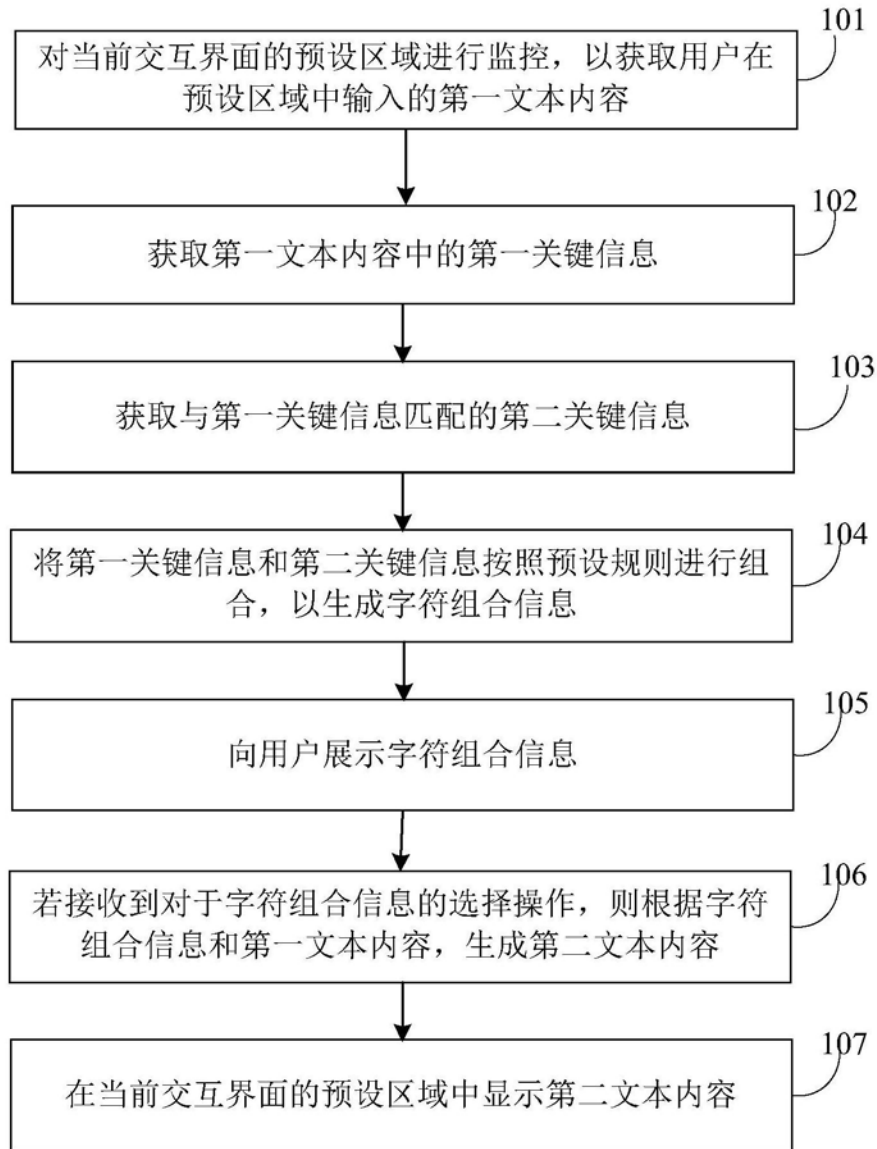 101
对当前交互界面的预设区域进行监控，以获取用户在
预设区域中输入的第一文本内容
102
获取第一文本内容中的第一关键信息
103
获取与第一关键信息匹配的第二关键信息
104
将第一关键信息和第二关键信息按照预设规则进行组
合，以生成字符组合信息
105
向用户展示字符组合信息
106
若接收到对于字符组合信息的选择操作，则根据字符
组合信息和第一文本内容，生成第二文本内容
107
在当前交互界面的预设区域中显示第二文本内容